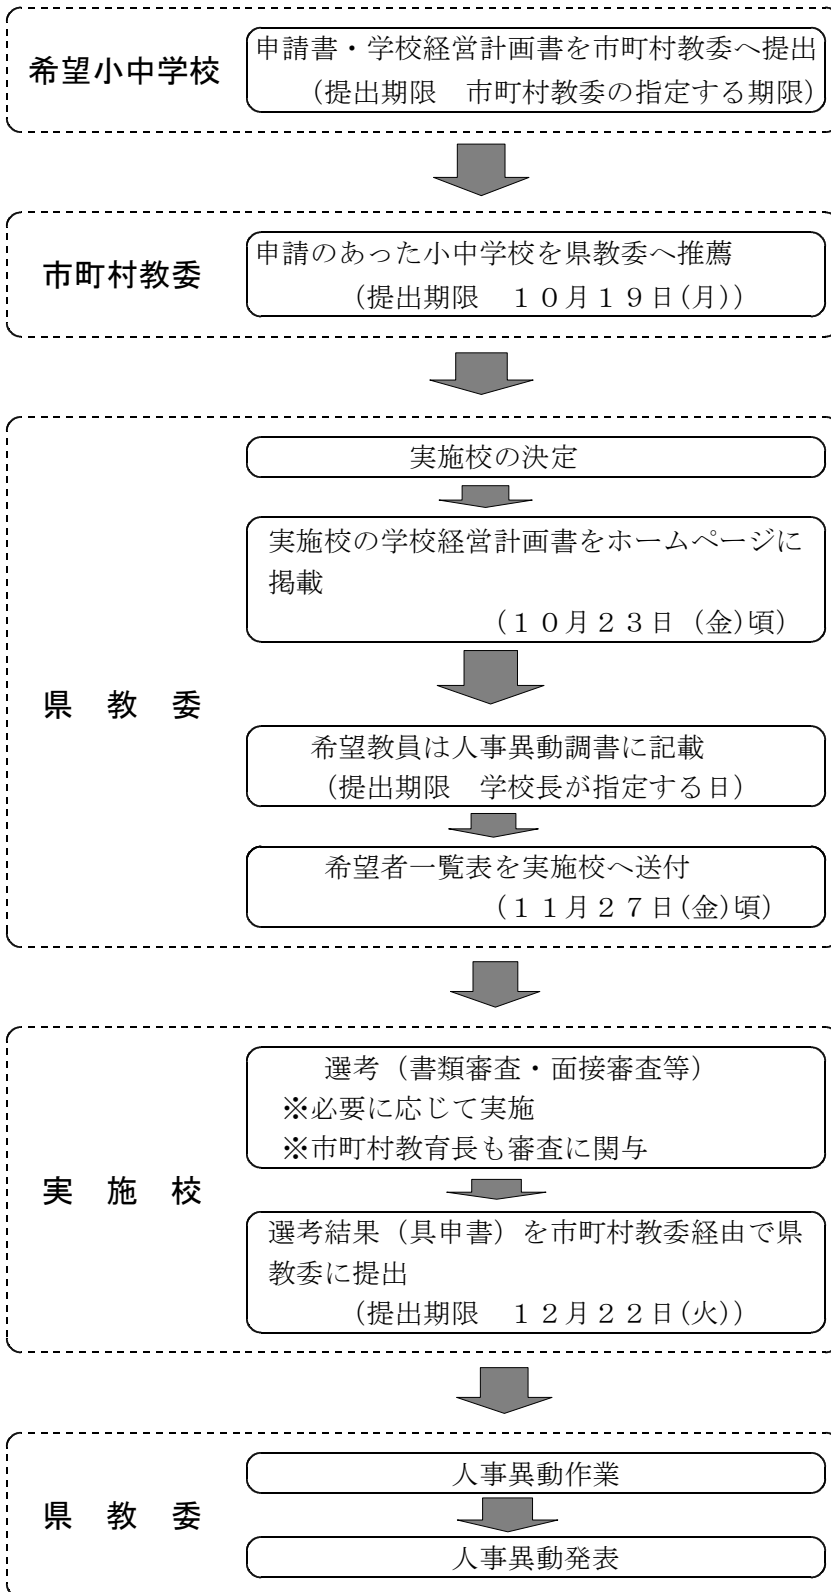 希望小中学校
申請書・学校経営計画書を市町村教委へ提出
(提出期限　市町村教委の指定する期限)
市町村教委
申請のあった小中学校を県教委へ推薦
(提出期限　１０月１９日(月))
県　教　委
実施校の決定
実施校の学校経営計画書をホームページに
掲載
(１０月２３日 (金)頃)
希望教員は人事異動調書に記載
(提出期限　学校長が指定する日)
希望者一覧表を実施校へ送付
(１１月２７日(金)頃)
実　施　校
選考（書類審査・面接審査等）
※必要に応じて実施
※市町村教育長も審査に関与
選考結果（具申書）を市町村教委経由で県
教委に提出
(提出期限　１２月２２日(火))
県　教　委
人事異動作業
人事異動発表